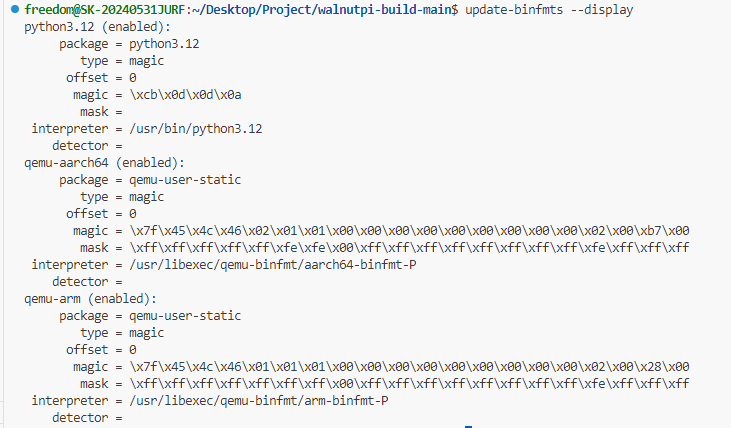 freedom@SK-20240531JURF:~/Desktop/Project/walnutpi-build-main$ update-binfmts --display
python3.12 (enabled):
     package = python3.12
        type = magic
      offset = 0
       magic = \xcb\x0d\x0d\x0a
        mask =
 interpreter = /usr/bin/python3.12
    detector =
qemu-aarch64 (enabled):
     package = qemu-user-static
        type = magic
      offset = 0
       magic = \x7f\x45\x4c\x46\x02\x01\x01\x00\x00\x00\x00\x00\x00\x00\x00\x00\x02\x00\xb7\x00
        mask = \xff\xff\xff\xff\xff\xfe\xfe\x00\xff\xff\xff\xff\xff\xff\xff\xff\xfe\xff\xff\xff
 interpreter = /usr/libexec/qemu-binfmt/aarch64-binfmt-P
    detector =
qemu-arm (enabled):
     package = qemu-user-static
        type = magic
      offset = 0
       magic = \x7f\x45\x4c\x46\x01\x01\x01\x00\x00\x00\x00\x00\x00\x00\x00\x00\x02\x00\x28\x00
        mask = \xff\xff\xff\xff\xff\xff\xff\x00\xff\xff\xff\xff\xff\xff\xff\xff\xfe\xff\xff\xff
 interpreter = /usr/libexec/qemu-binfmt/arm-binfmt-P
    detector =